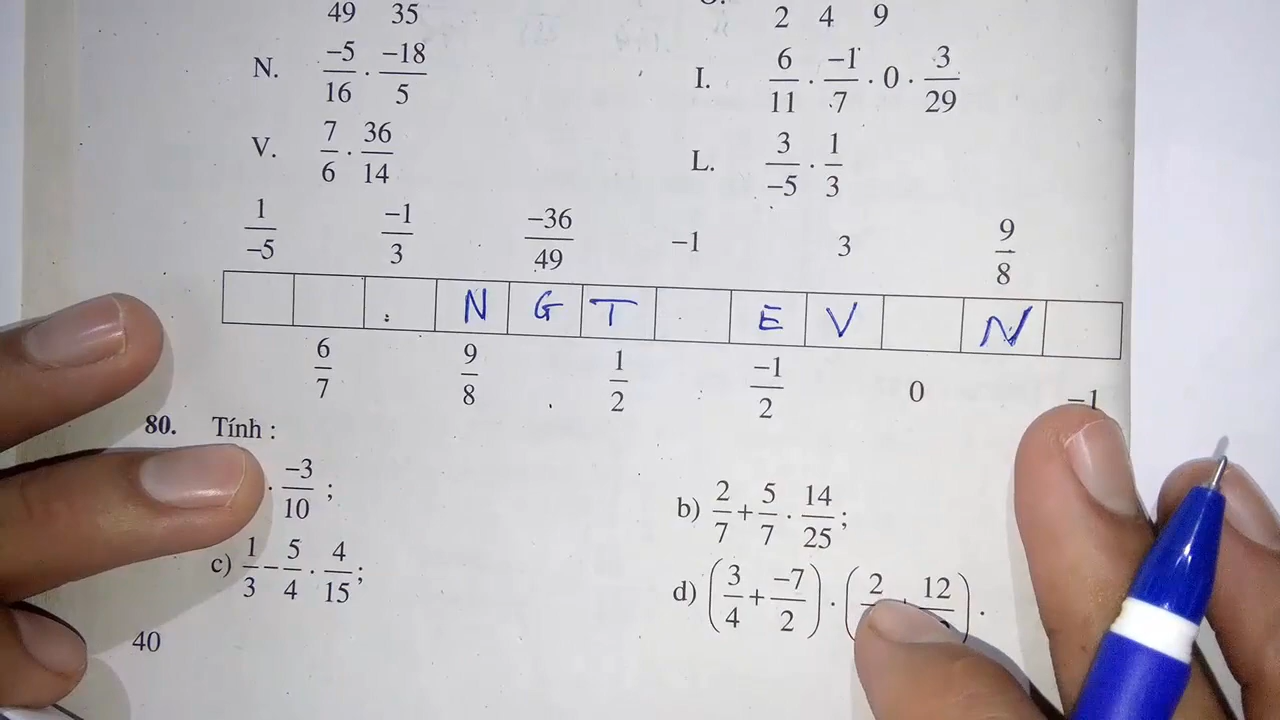 49 35 2 4 9
N. -5/16 · -18/5 I. 6/11 · -1/7 · 0 · 3/29
V. 7/6 · 36/14 L. 3/-5 · 1/3
1/-5 -1/3 -36/49 -1 3 9/8
N G T E V N
6/7 9/8 1/2 -1/2 0 -1
80. Tính :
· -3/10 ; b) 2/7 + 5/7 · 14/25 ;
c) 1/3 - 5/4 · 4/15 ; d) (3/4 + -7/2) · (2 12) .
40